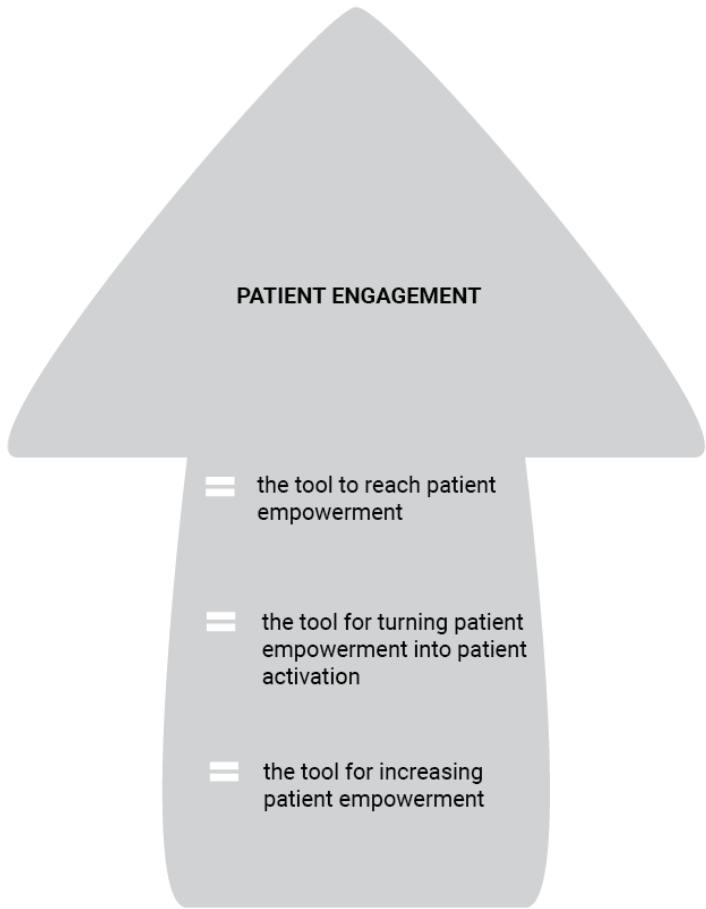 PATIENT ENGAGEMENT
= the tool to reach patient
empowerment
= the tool for turning patient
empowerment into patient
activation
= the tool for increasing
patient empowerment